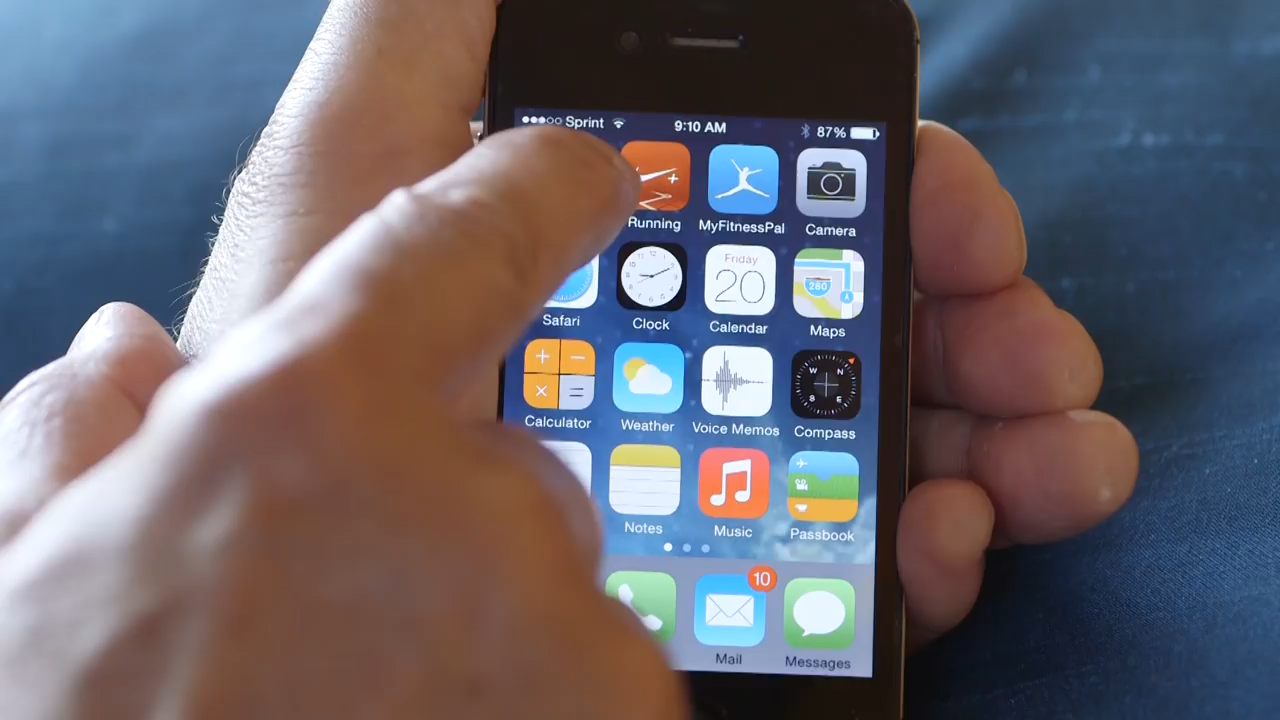 Sprint 9:10 AM 87%
Running MyFitnessPal Camera
Friday
20
280
Safari Clock Calendar Maps
W N
S E
Calculator Weather Voice Memos Compass
Notes Music Passbook
10
Mail Messages